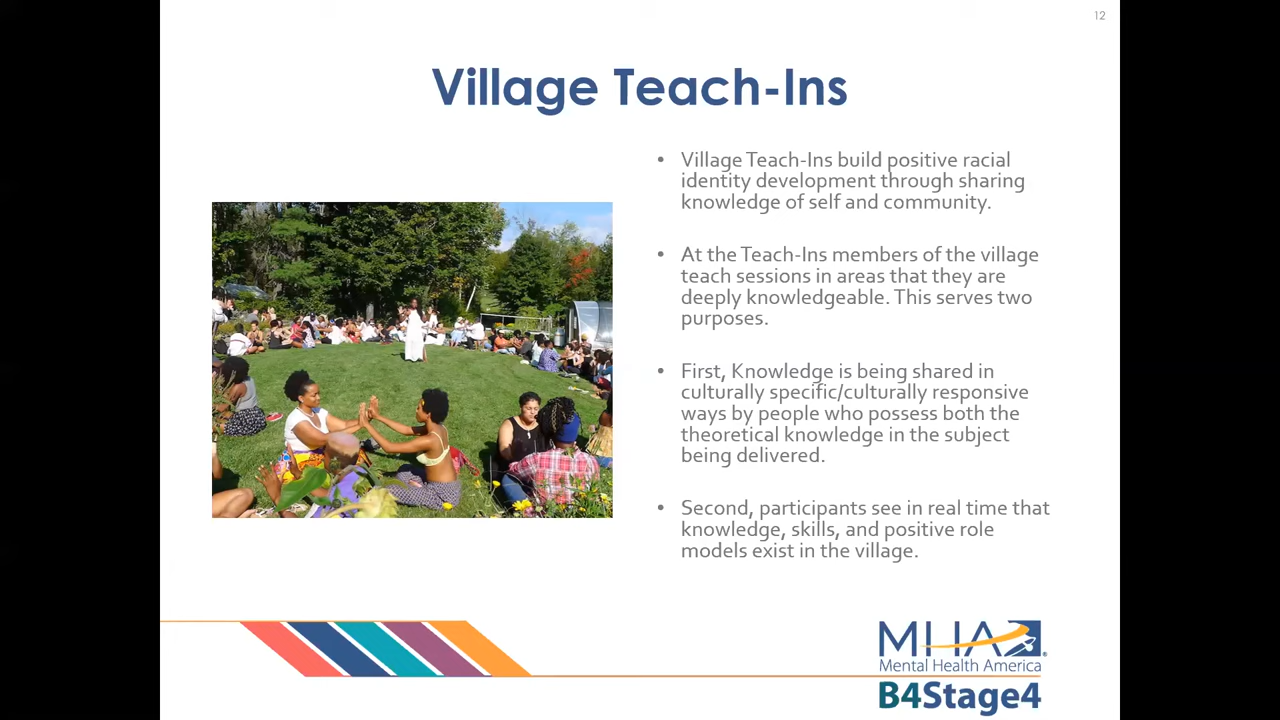 12
Village Teach-Ins
• Village Teach-Ins build positive racial
identity development through sharing
knowledge of self and community.
• At the Teach-Ins members of the village
teach sessions in areas that they are
deeply knowledgeable. This serves two
purposes.
• First, Knowledge is being shared in
culturally specific/culturally responsive
ways by people who possess both the
theoretical knowledge in the subject
being delivered.
• Second, participants see in real time that
knowledge, skills, and positive role
models exist in the village.
MHA
Mental Health America
B4Stage4